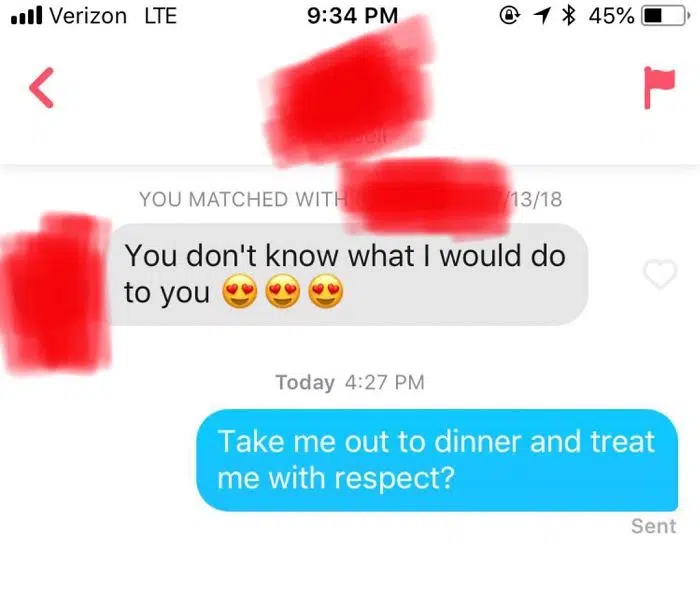 Verizon LTE 9:34 PM 45%
YOU MATCHED WITH /13/18
You don't know what I would do
to you 😍 😍 😍
Today 4:27 PM
Take me out to dinner and treat
me with respect?
Sent